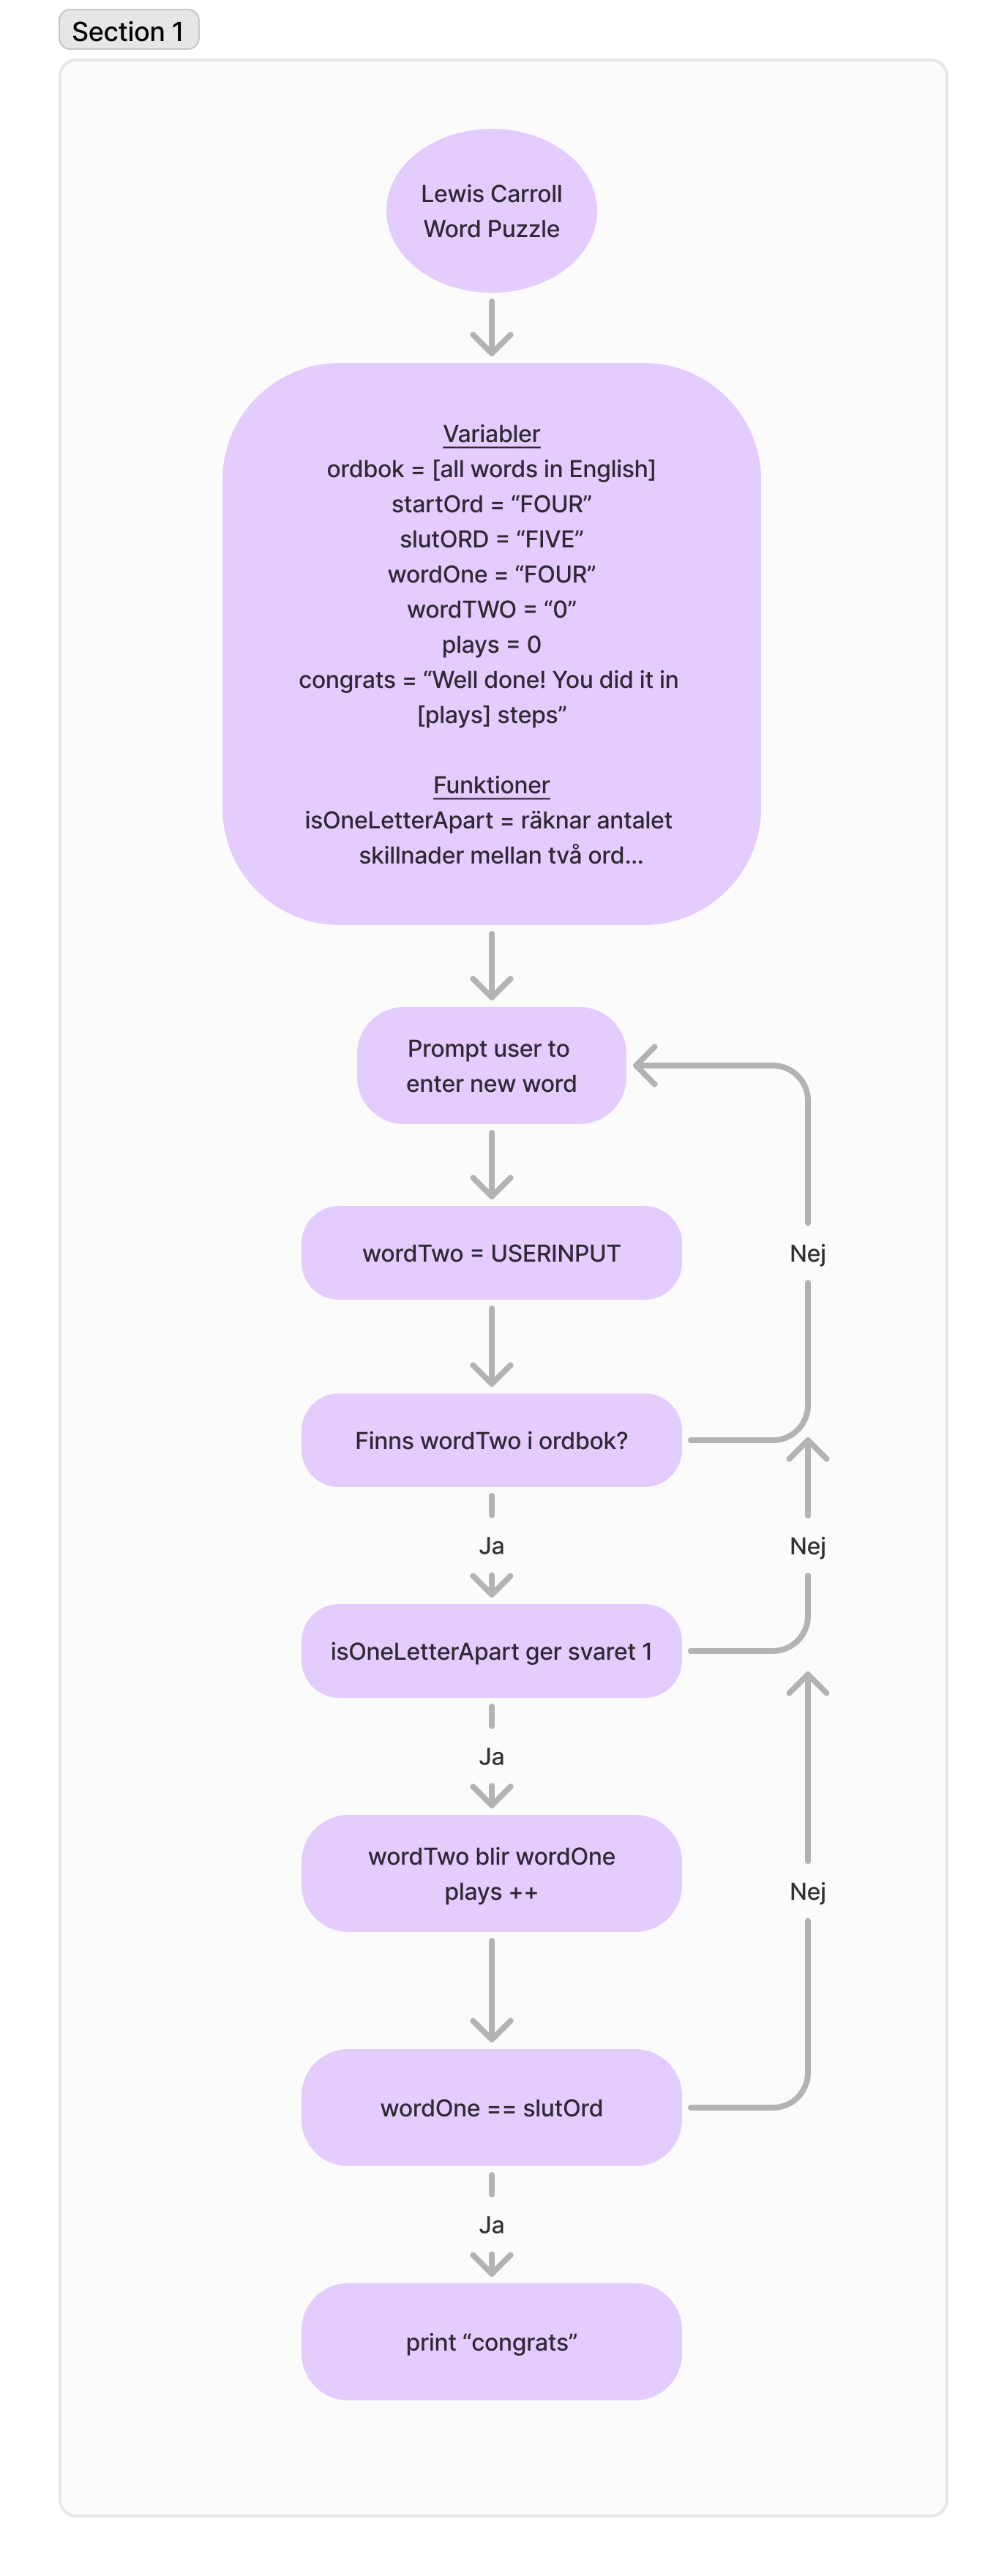 Section 1
Lewis Carroll
Word Puzzle
Variabler
ordbok = [all words in English]
startOrd = “FOUR”
slutORD = “FIVE”
wordOne = “FOUR”
wordTWO = “0”
plays = 0
congrats = “Well done! You did it in
[plays] steps”
Funktioner
isOneLetterApart = räknar antalet
skillnader mellan två ord...
Prompt user to
enter new word
wordTwo = USERINPUT
Nej
Finns wordTwo i ordbok?
Ja
Nej
isOneLetterApart ger svaret 1
Ja
wordTwo blir wordOne
plays ++
Nej
wordOne == slutOrd
Ja
print “congrats”